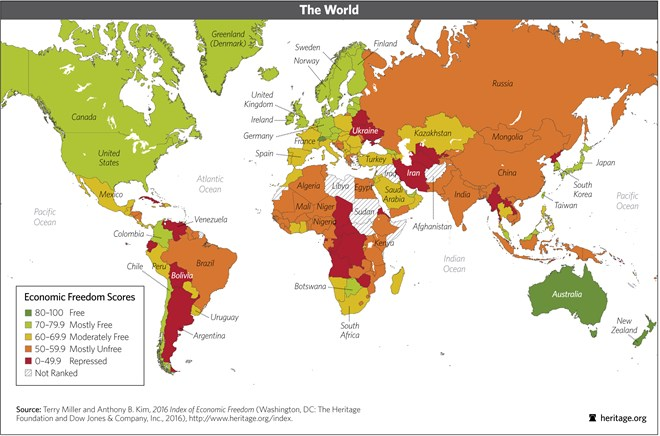 The World
Greenland
(Denmark)
Sweden
Finland
Norway
Russia
Canada
United
Kingdom
Ireland
Germany
France
Spain
Ukraine
Kazakhstan
Mongolia
United
States
Atlantic
Ocean
Turkey
Iraq
Iran
China
Japan
South
Korea
Taiwan
Mexico
Pacific
Ocean
Algeria
Libya
Egypt
Saudi
Arabia
India
Pacific
Ocean
Mali
Niger
Sudan
Nigeria
Afghanistan
Venezuela
Colombia
Kenya
Indian
Ocean
Peru
Brazil
Bolivia
Chile
Botswana
Uruguay
Argentina
South
Africa
Australia
New
Zealand
Economic Freedom Scores
80–100 Free
70–79.9 Mostly Free
60–69.9 Moderately Free
50–59.9 Mostly Unfree
0–49.9 Repressed
Not Ranked
Source: Terry Miller and Anthony B. Kim, 2016 Index of Economic Freedom (Washington, DC: The Heritage
Foundation and Dow Jones & Company, Inc., 2016), http://www.heritage.org/index.
heritage.org